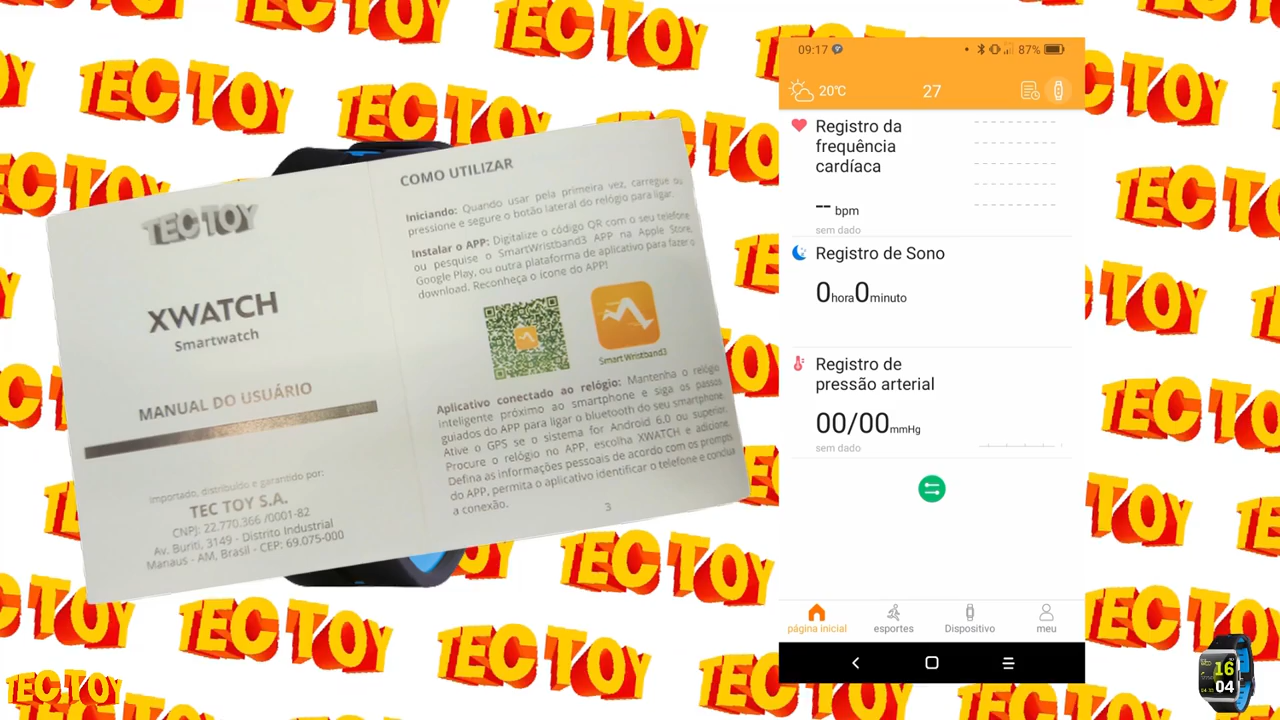 TEC TOY
XWATCH
Smartwatch
MANUAL DO USUÁRIO
Importado, distribuído e garantido por:
TEC TOY S.A.
CNPJ: 22.770.366 /0001-82
Av. Buriti, 3149 - Distrito Industrial
Manaus - AM, Brasil - CEP: 69.075-000
COMO UTILIZAR
Iniciando: Quando usar pela primeira vez, carregue ou
pressione e segure o botão lateral do relógio para ligar.
Instalar o APP: Digitalize o código QR com o seu telefone
ou pesquise o SmartWristband3 APP na Apple Store,
Google Play, ou outra plataforma de aplicativo para fazer o
download. Reconheça o ícone do APP!
Smart Wristband3
Aplicativo conectado ao relógio: Mantenha o relógio
inteligente próximo ao smartphone e siga os passos
guiados do APP para ligar o bluetooth do seu smartphone.
Ative o GPS se o sistema for Android 6.0 ou superior.
Procure o relógio no APP, escolha XWATCH e adicione.
Defina as informações pessoais de acordo com os prompts
do APP, permita o aplicativo identificar o telefone e conclua
a conexão.
3
09:17
87%
20°C
27
Registro da
frequência
cardíaca
-- bpm
sem dado
Registro de Sono
0hora0minuto
Registro de
pressão arterial
00/00mmHg
sem dado
página inicial
esportes
Dispositivo
meu
TEC TOY
16
04